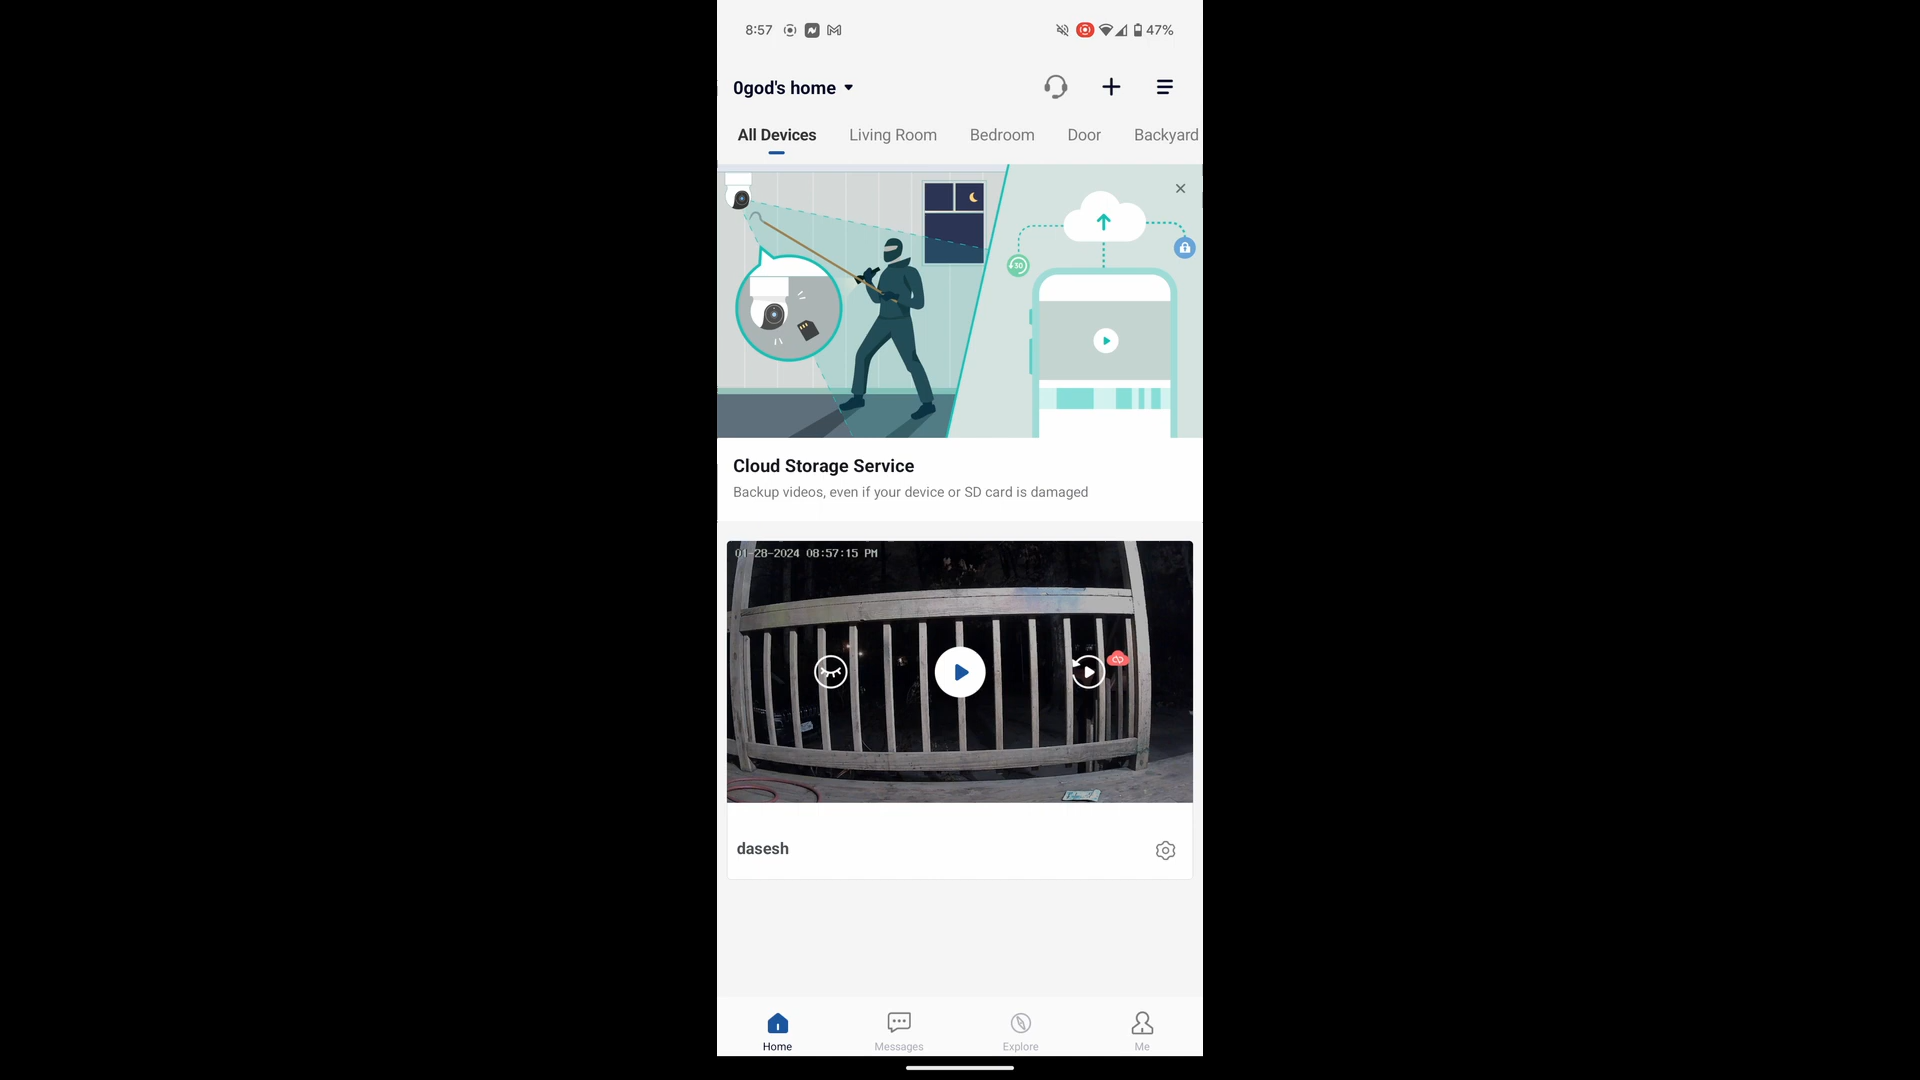 8:57
47%
0god's home
All Devices
Living Room
Bedroom
Door
Backyard
30
Cloud Storage Service
Backup videos, even if your device or SD card is damaged
01-28-2024 08:57:15 PM
dasesh
Home
Messages
Explore
Me